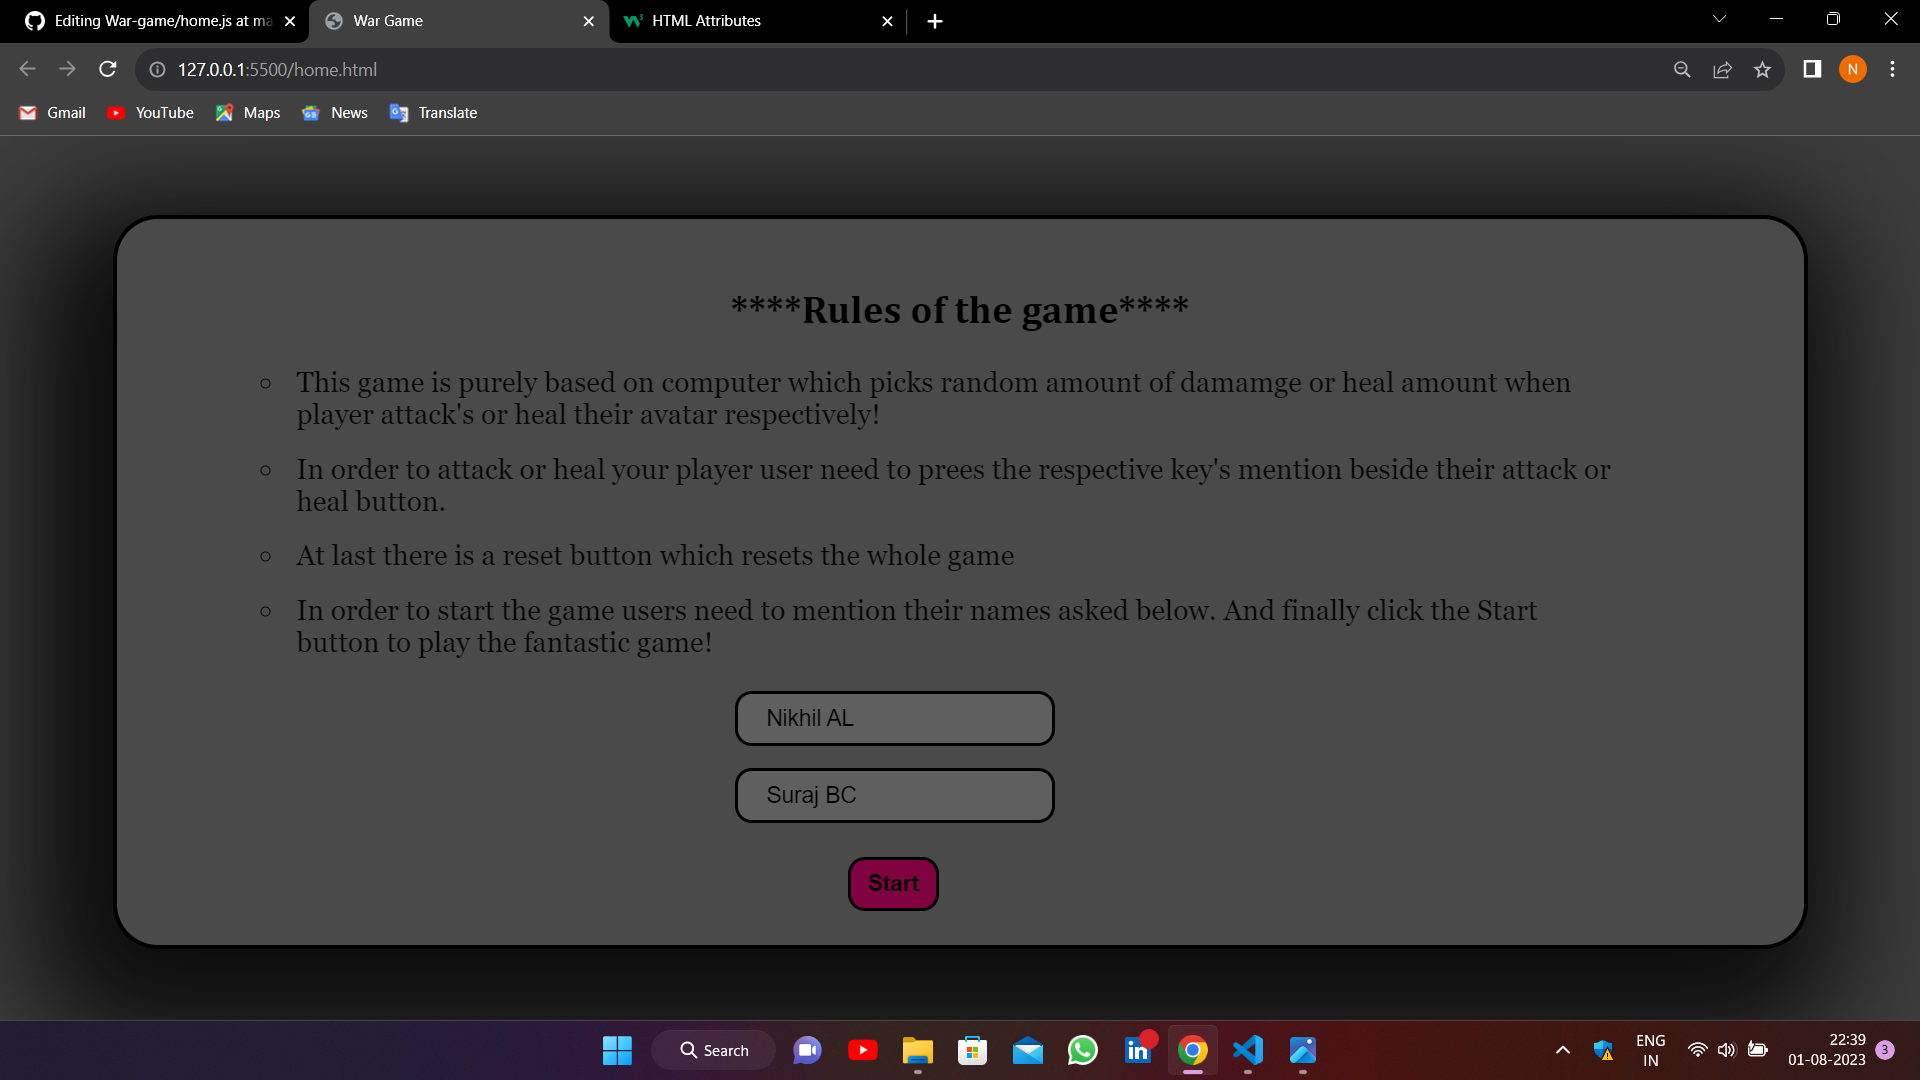 Editing War-game/home.js at ma
War Game
HTML Attributes
127.0.0.1:5500/home.html
N
Gmail
YouTube
Maps
News
Translate
****Rules of the game****
This game is purely based on computer which picks random amount of damamge or heal amount when
player attack's or heal their avatar respectively!
In order to attack or heal your player user need to prees the respective key's mention beside their attack or
heal button.
At last there is a reset button which resets the whole game
In order to start the game users need to mention their names asked below. And finally click the Start
button to play the fantastic game!
Nikhil AL
Suraj BC
Start
Search
in
ENG
IN
22:39
01-08-2023
3